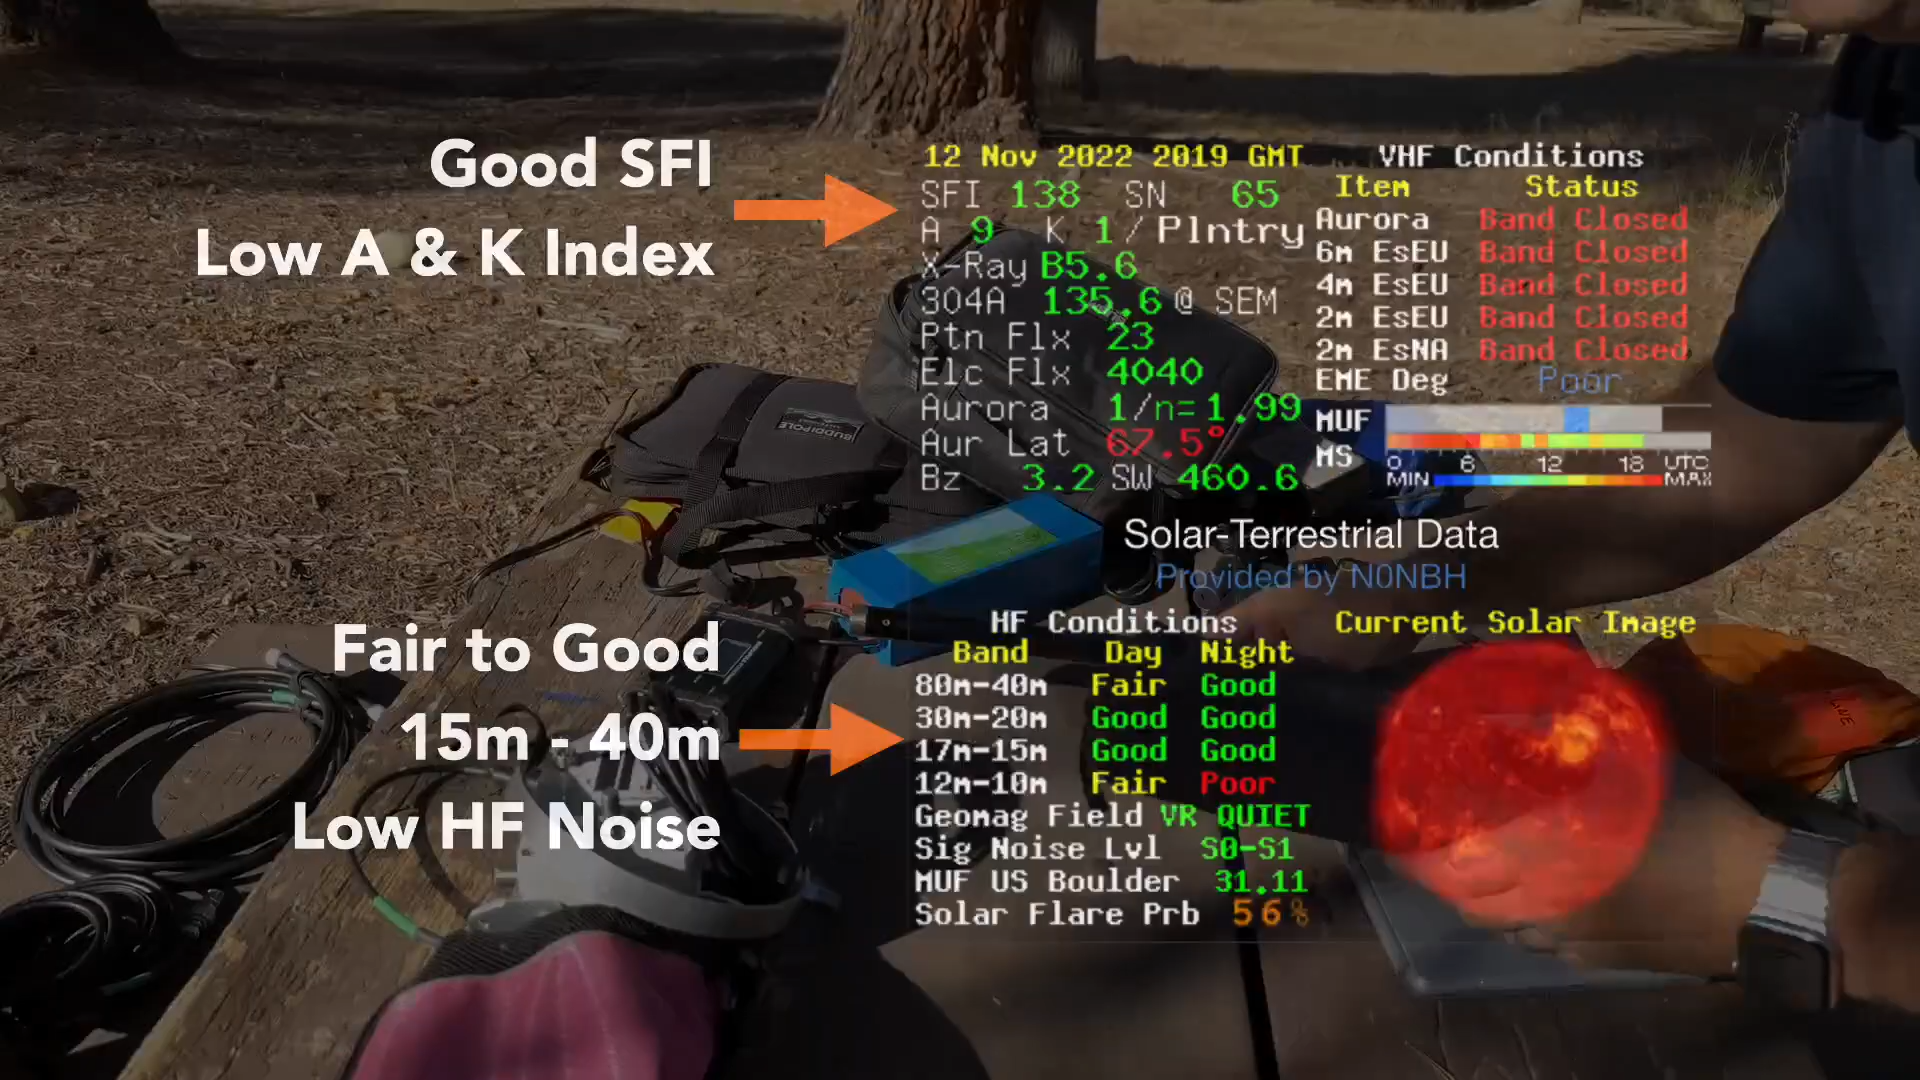 Good SFI
Low A & K Index
12 Nov 2022 2019 GMT
SFI 138 SN 65
A 9 K 1 / Plntry
X-Ray B5.6
304A 135.6 @ SEM
Ptn Flx 23
Elc Flx 4040
Aurora 1/n=1.99
Aur Lat 67.5°
Bz 3.2 SW 460.6
VHF Conditions
Item Status
Aurora Band Closed
6m EsEU Band Closed
4m EsEU Band Closed
2m EsEU Band Closed
2m EsNA Band Closed
EME Deg Poor
MUF
MS
0 6 12 18 UTC
MIN MAX
BUDDIPOLE
Solar-Terrestrial Data
Provided by N0NBH
Fair to Good
15m - 40m
Low HF Noise
HF Conditions
Band Day Night
80m-40m Fair Good
30m-20m Good Good
17m-15m Good Good
12m-10m Fair Poor
Geomag Field VR QUIET
Sig Noise Lvl S0-S1
MUF US Boulder 31.11
Solar Flare Prb 56%
Current Solar Image